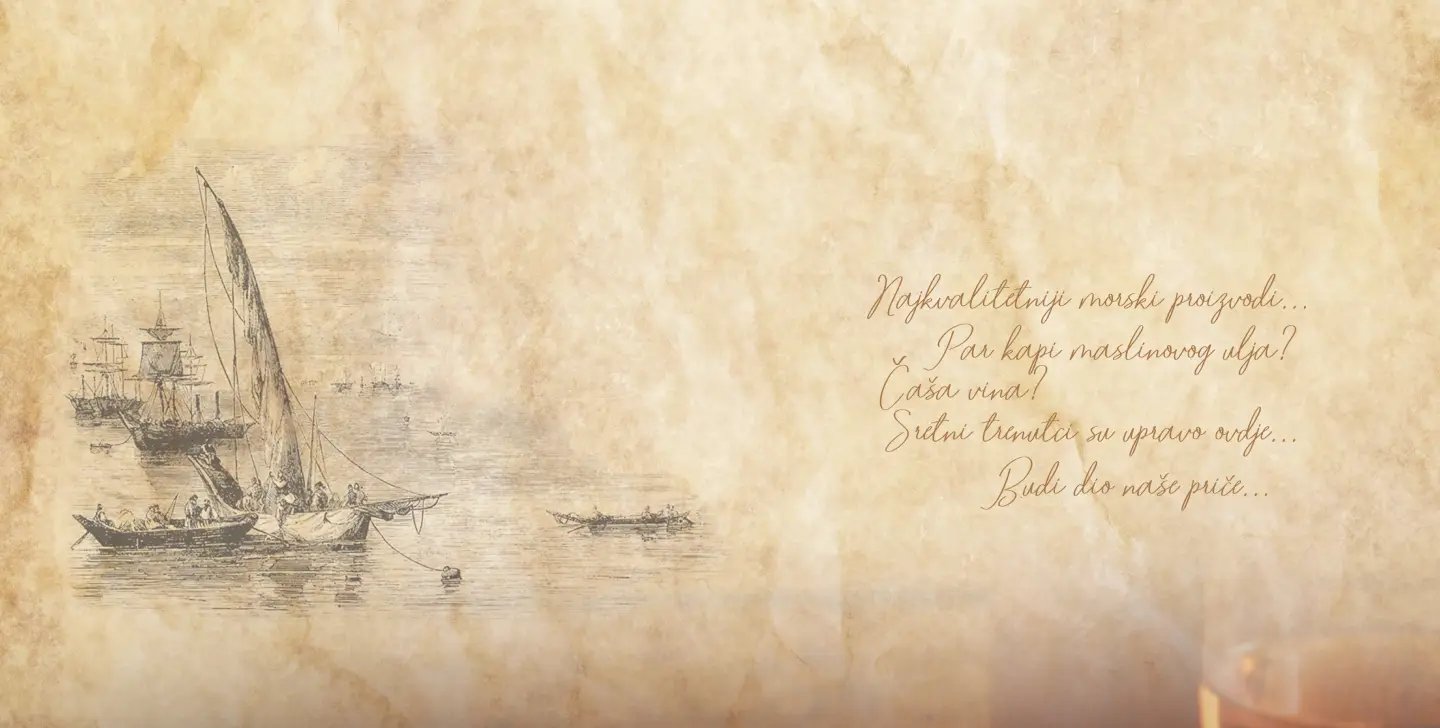 Najkvalitetniji morski proizvodi...
Par kapi maslinovog ulja?
Čaša vina?
Sretni trenutci su upravo ovdje...
Budi dio naše priče...